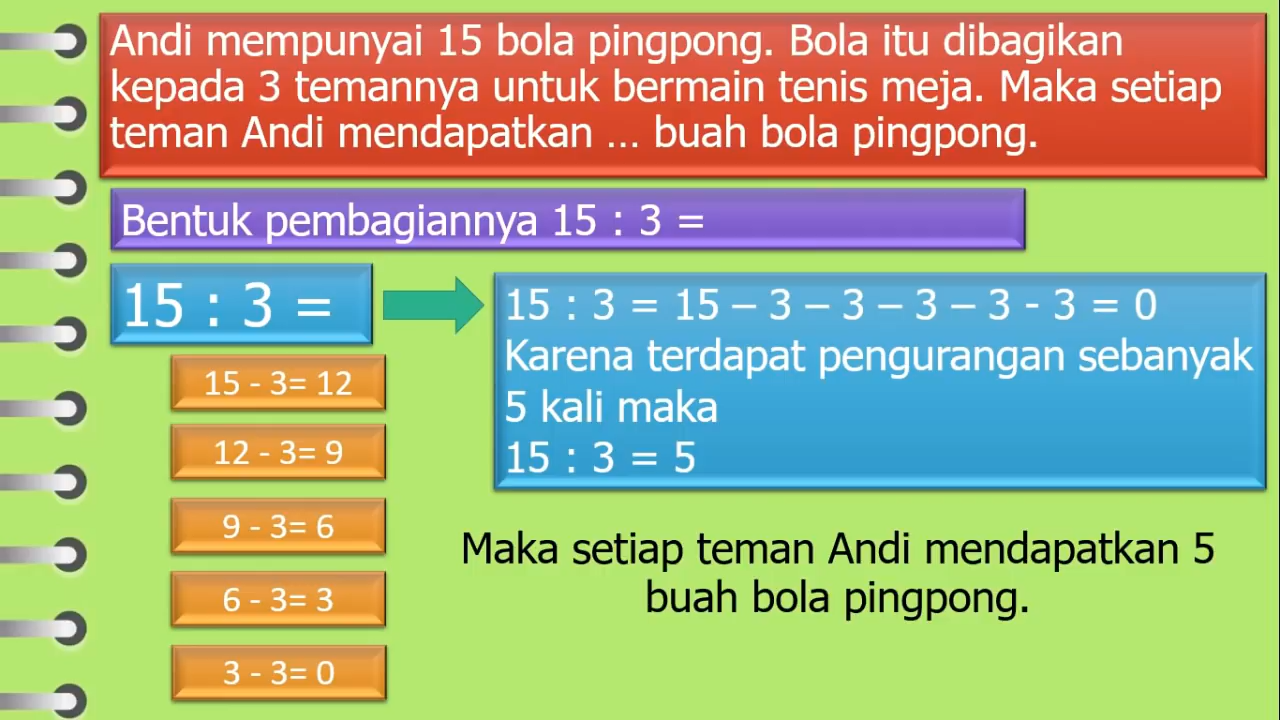 Andi mempunyai 15 bola pingpong. Bola itu dibagikan
kepada 3 temannya untuk bermain tenis meja. Maka setiap
teman Andi mendapatkan … buah bola pingpong.
Bentuk pembagiannya 15 : 3 =
15 : 3 =
15 - 3= 12
12 - 3= 9
9 - 3= 6
6 - 3= 3
3 - 3= 0
15 : 3 = 15 – 3 – 3 – 3 – 3 - 3 = 0
Karena terdapat pengurangan sebanyak
5 kali maka
15 : 3 = 5
Maka setiap teman Andi mendapatkan 5
buah bola pingpong.